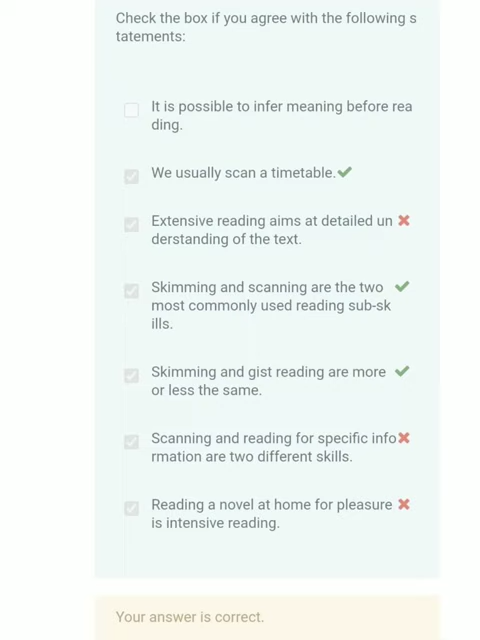 Check the box if you agree with the following s
tatements:
It is possible to infer meaning before rea
ding.
We usually scan a timetable.
Extensive reading aims at detailed un
derstanding of the text.
Skimming and scanning are the two
most commonly used reading sub-sk
ills.
Skimming and gist reading are more
or less the same.
Scanning and reading for specific info
rmation are two different skills.
Reading a novel at home for pleasure
is intensive reading.
Your answer is correct.